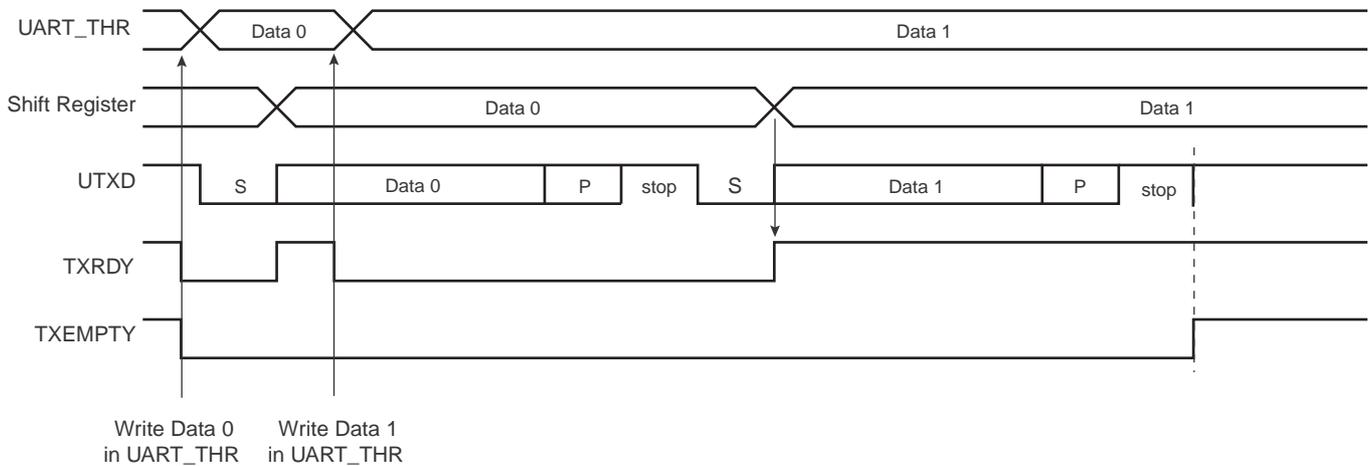 UART_THR
Data 0
Data 1
Shift Register
Data 0
Data 1
UTXD
S
Data 0
P
stop
S
Data 1
P
stop
TXRDY
TXEMPTY
Write Data 0
in UART_THR
Write Data 1
in UART_THR